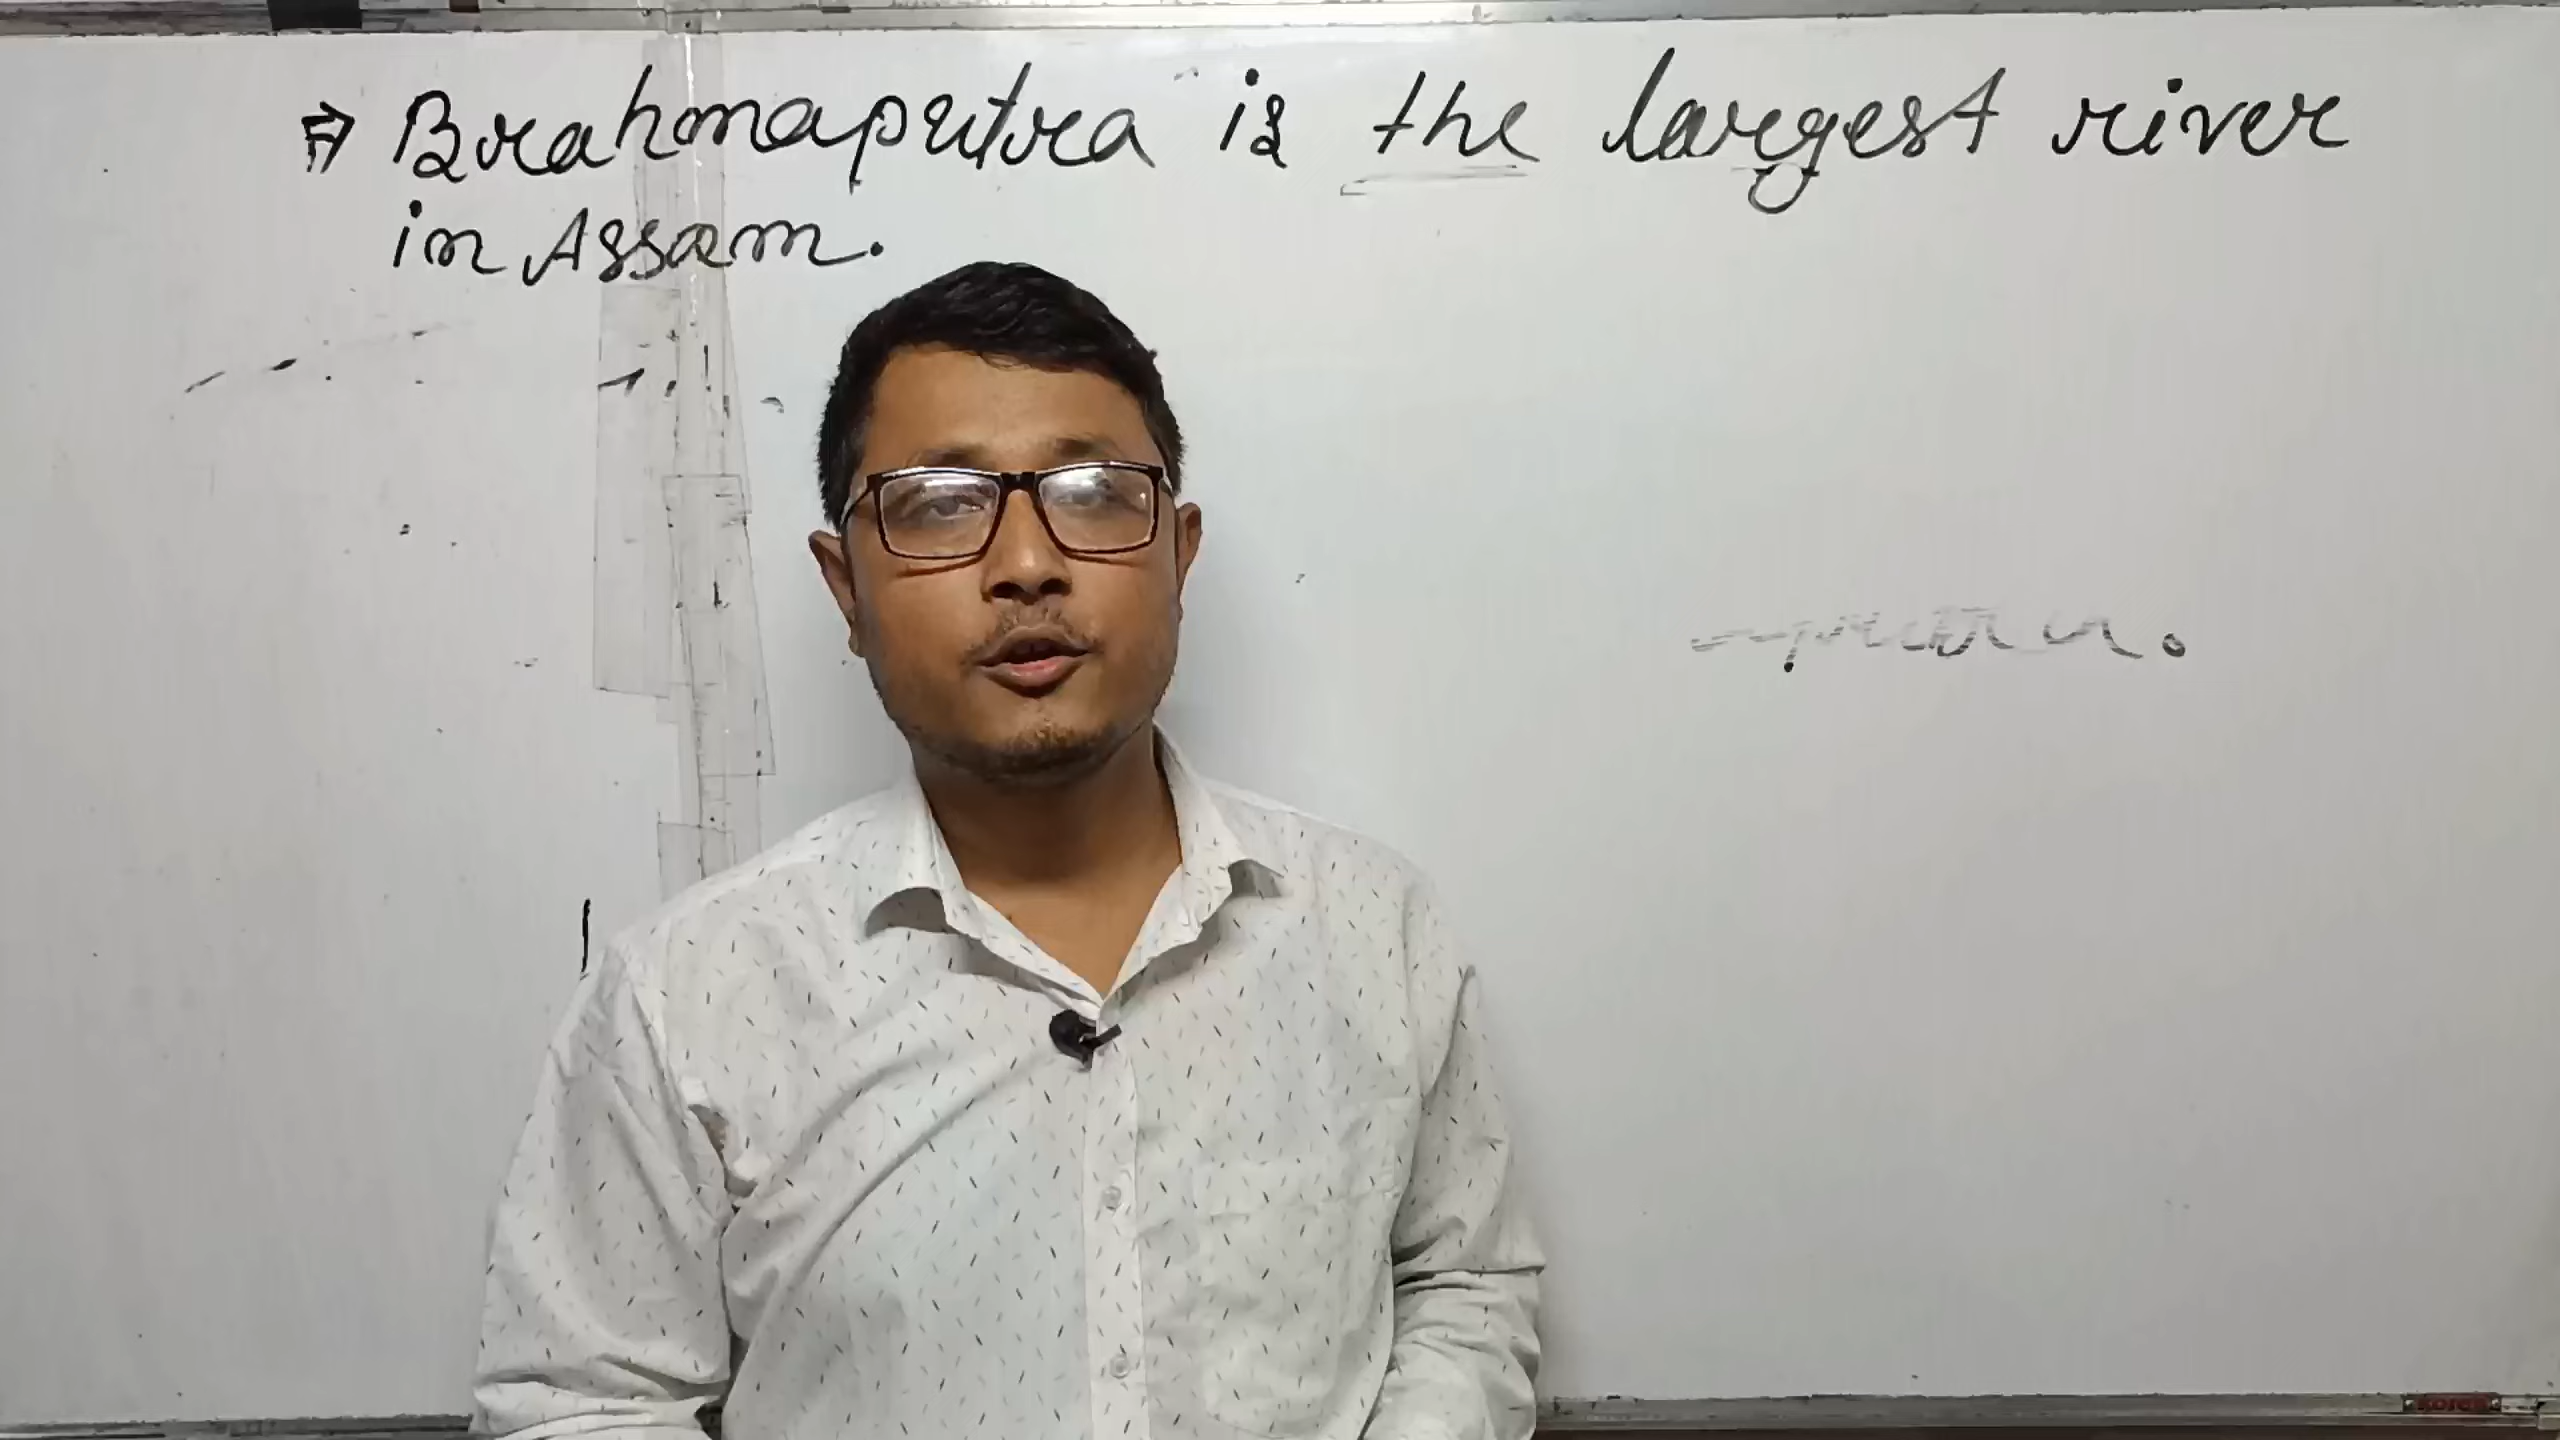 ⇒ Brahmaputra is the largest river
in Assam.